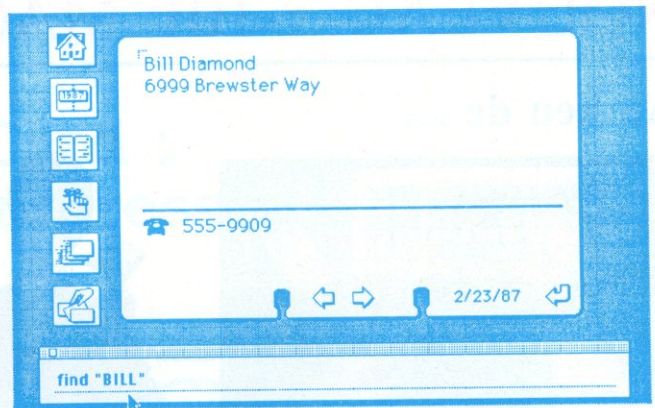 Bill Diamond
6999 Brewster Way
555-9909
2/23/87
find "BILL"